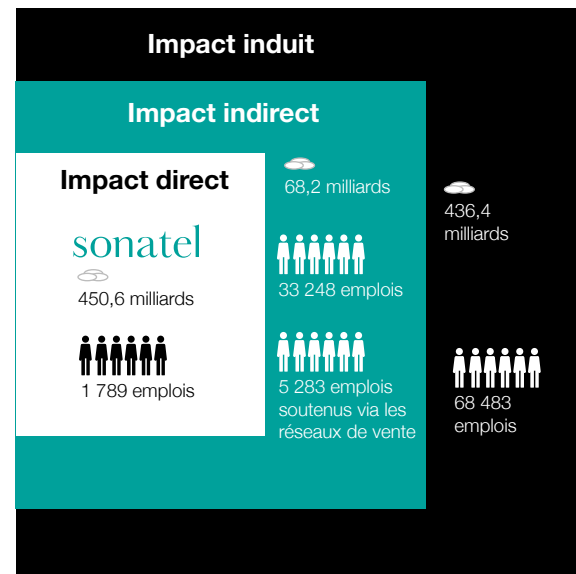 Impact induit
Impact indirect
Impact direct
sonatel
450,6 milliards
1 789 emplois
68,2 milliards
33 248 emplois
5 283 emplois
soutenus via les
réseaux de vente
436,4
milliards
68 483
emplois